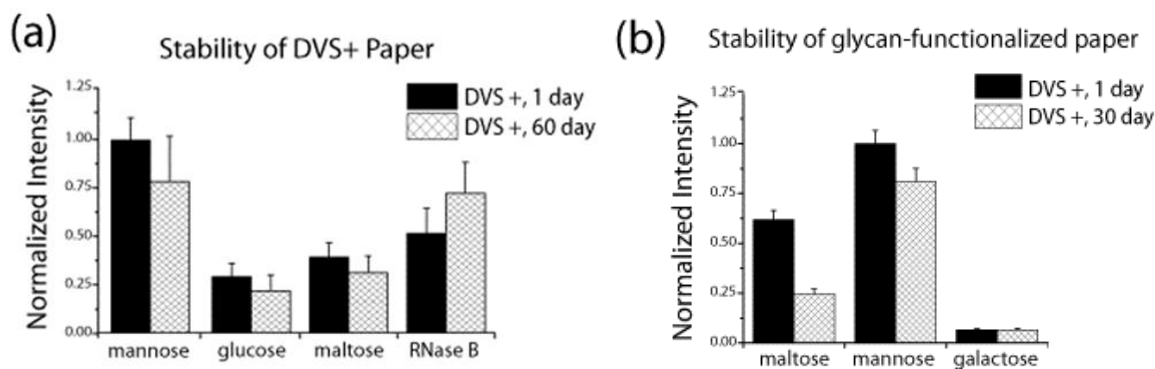 (a)
Stability of DVS+ Paper
DVS +, 1 day
DVS +, 60 day
Normalized Intensity
1.25
1.00
0.75
0.50
0.25
0.00
mannose glucose maltose RNase B
(b)
Stability of glycan-functionalized paper
DVS +, 1 day
DVS +, 30 day
Normalized Intensity
1.25
1.00
0.75
0.50
0.25
0.00
maltose mannose galactose